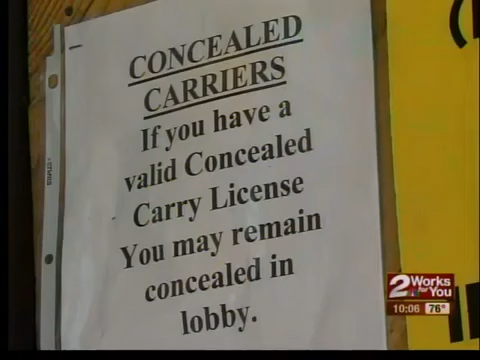 CONCEALED
CARRIERS
If you have a
valid Concealed
Carry License
You may remain
concealed in
lobby.
2 Works
for You
10:06 76°